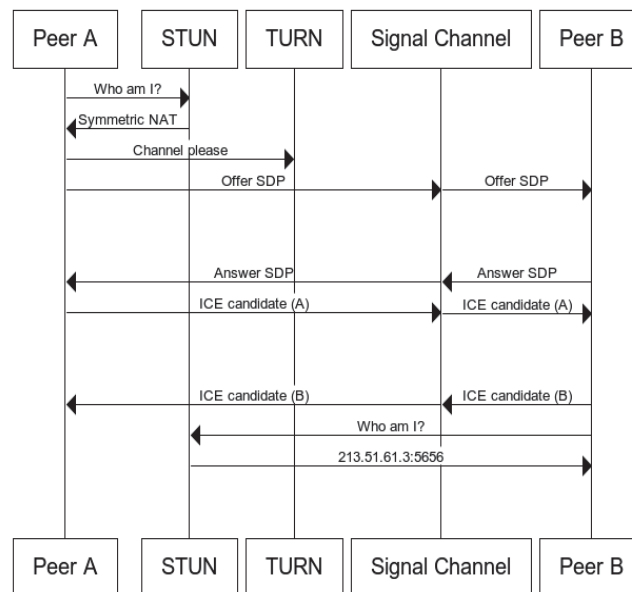 Peer A
STUN
TURN
Signal Channel
Peer B
Who am I?
Symmetric NAT
Channel please
Offer SDP
Offer SDP
Answer SDP
Answer SDP
ICE candidate (A)
ICE candidate (A)
ICE candidate (B)
ICE candidate (B)
Who am I?
213.51.61.3:5656
Peer A
STUN
TURN
Signal Channel
Peer B